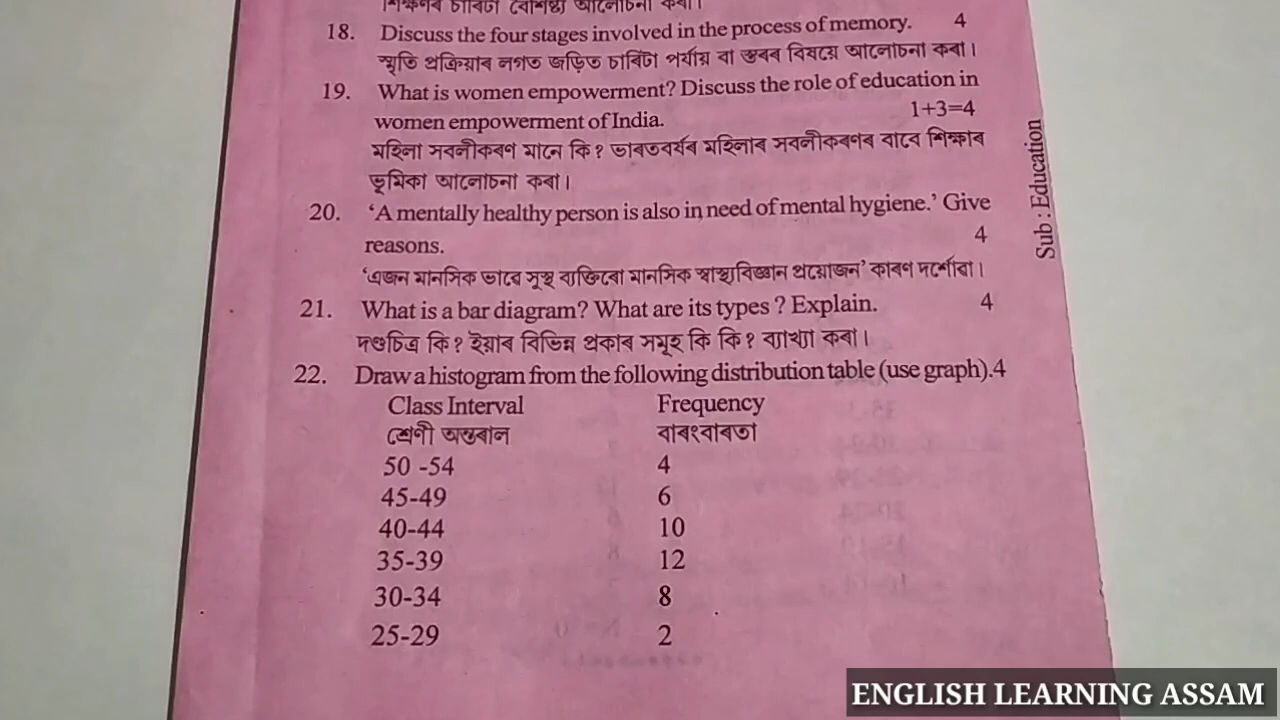 শিক্ষণৰ চাৰিটা বৈশিষ্ট্য আলোচনা কৰা।
18. Discuss the four stages involved in the process of memory. 4
স্মৃতি প্ৰক্ৰিয়াৰ লগত জড়িত চাৰিটা পৰ্যায় বা স্তৰৰ বিষয়ে আলোচনা কৰা।
19. What is women empowerment? Discuss the role of education in
women empowerment of India. 1+3=4
মহিলা সবলীকৰণ মানে কি? ভাৰতবৰ্ষৰ মহিলাৰ সবলীকৰণৰ বাবে শিক্ষাৰ
ভূমিকা আলোচনা কৰা।
20. ‘A mentally healthy person is also in need of mental hygiene.’ Give
reasons. 4
‘এজন মানসিক ভাৱে সুস্থ ব্যক্তিৰো মানসিক স্বাস্থ্যবিজ্ঞান প্ৰয়োজন’ কাৰণ দৰ্শোৱা।
21. What is a bar diagram? What are its types ? Explain. 4
দণ্ডচিত্ৰ কি? ইয়াৰ বিভিন্ন প্ৰকাৰ সমূহ কি কি? ব্যাখ্যা কৰা।
22. Draw a histogram from the following distribution table (use graph).4
Class Interval Frequency
শ্ৰেণী অন্তৰাল বাৰংবাৰতা
50 -54 4
45-49 6
40-44 10
35-39 12
30-34 8
25-29 2
Sub : Education
ENGLISH LEARNING ASSAM